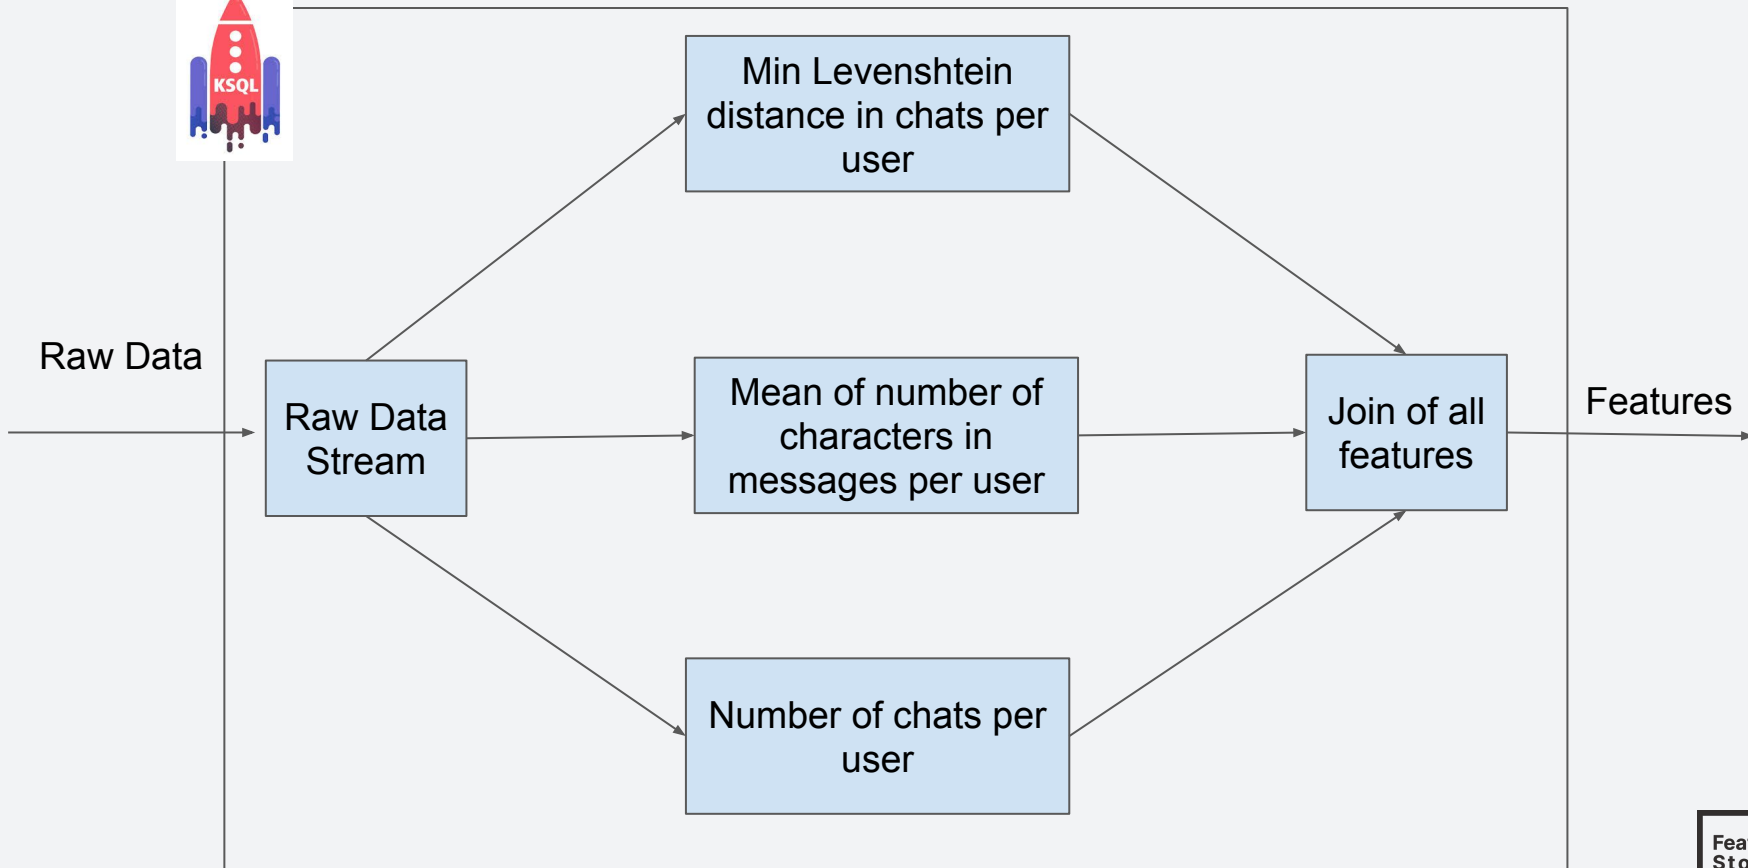 KSQL
Min Levenshtein
distance in chats per
user
Raw Data
Raw Data
Stream
Mean of number of
characters in
messages per user
Join of all
features
Features
Number of chats per
user